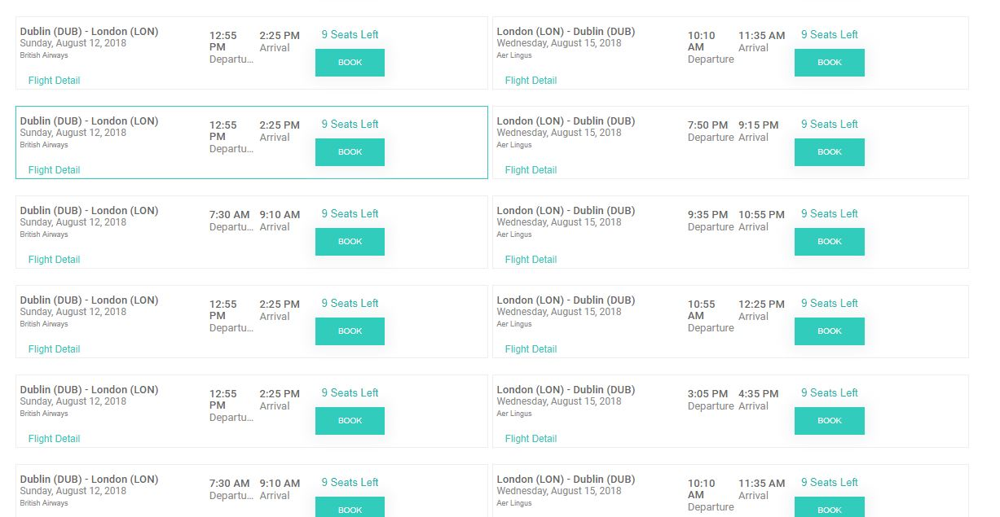 Dublin (DUB) - London (LON)
Sunday, August 12, 2018
British Airways
Flight Detail
12:55
PM
Departu...
2:25 PM
Arrival
9 Seats Left
BOOK
London (LON) - Dublin (DUB)
Wednesday, August 15, 2018
Aer Lingus
Flight Detail
10:10
AM
Departure
11:35 AM
Arrival
9 Seats Left
BOOK
Dublin (DUB) - London (LON)
Sunday, August 12, 2018
British Airways
Flight Detail
12:55
PM
Departu...
2:25 PM
Arrival
9 Seats Left
BOOK
London (LON) - Dublin (DUB)
Wednesday, August 15, 2018
Aer Lingus
Flight Detail
7:50 PM
Departure
9:15 PM
Arrival
9 Seats Left
BOOK
Dublin (DUB) - London (LON)
Sunday, August 12, 2018
British Airways
Flight Detail
7:30 AM
Departu...
9:10 AM
Arrival
9 Seats Left
BOOK
London (LON) - Dublin (DUB)
Wednesday, August 15, 2018
Aer Lingus
Flight Detail
9:35 PM
Departure
10:55 PM
Arrival
9 Seats Left
BOOK
Dublin (DUB) - London (LON)
Sunday, August 12, 2018
British Airways
Flight Detail
12:55
PM
Departu...
2:25 PM
Arrival
9 Seats Left
BOOK
London (LON) - Dublin (DUB)
Wednesday, August 15, 2018
Aer Lingus
Flight Detail
10:55
AM
Departure
12:25 PM
Arrival
9 Seats Left
BOOK
Dublin (DUB) - London (LON)
Sunday, August 12, 2018
British Airways
Flight Detail
12:55
PM
Departu...
2:25 PM
Arrival
9 Seats Left
BOOK
London (LON) - Dublin (DUB)
Wednesday, August 15, 2018
Aer Lingus
Flight Detail
3:05 PM
Departure
4:35 PM
Arrival
9 Seats Left
BOOK
Dublin (DUB) - London (LON)
Sunday, August 12, 2018
British Airways
7:30 AM
Departu...
9:10 AM
Arrival
9 Seats Left
BOOK
London (LON) - Dublin (DUB)
Wednesday, August 15, 2018
Aer Lingus
10:10
AM
Departure
11:35 AM
Arrival
9 Seats Left
BOOK